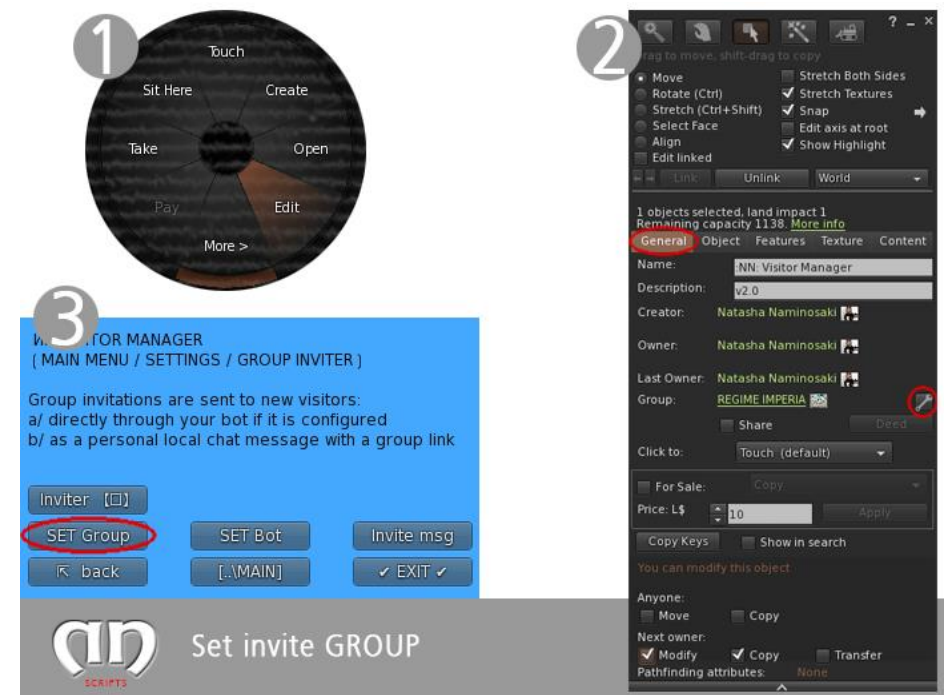 1
Touch
Sit Here
Create
Take
Open
Pay
Edit
More >
2
? _ ×
Drag to move, shift-drag to copy
Move
Rotate (Ctrl)
Stretch (Ctrl+Shift)
Select Face
Align
Edit linked
Stretch Both Sides
Stretch Textures
Snap
Edit axis at root
Show Highlight
Link
Unlink
World
1 objects selected, land impact 1
Remaining capacity 1138. More info
General Object Features Texture Content
Name: :NN: Visitor Manager
Description: v2.0
Creator: Natasha Naminosaki
Owner: Natasha Naminosaki
Last Owner: Natasha Naminosaki
Group: REGIME IMPERIA
Share Deed
Click to: Touch (default)
For Sale: Copy
Price: L$ 10 Apply
Copy Keys Show in search
You can modify this object
Anyone:
Move Copy
Next owner:
Modify Copy Transfer
Pathfinding attributes: None
3
TOR MANAGER
( MAIN MENU / SETTINGS / GROUP INVITER )
Group invitations are sent to new visitors:
a/ directly through your bot if it is configured
b/ as a personal local chat message with a group link
Inviter 【□】
SET Group SET Bot Invite msg
⇱ back [..\MAIN] ✔ EXIT ✔
SCRIPTS
Set invite GROUP